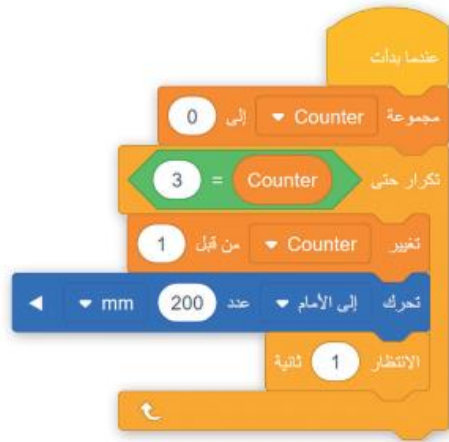 عندما بدأت
مجموعة Counter إلى 0
تكرار حتى Counter = 3
تغيير Counter من قبل 1
تحرك إلى الأمام عدد 200 mm
الانتظار 1 ثانية